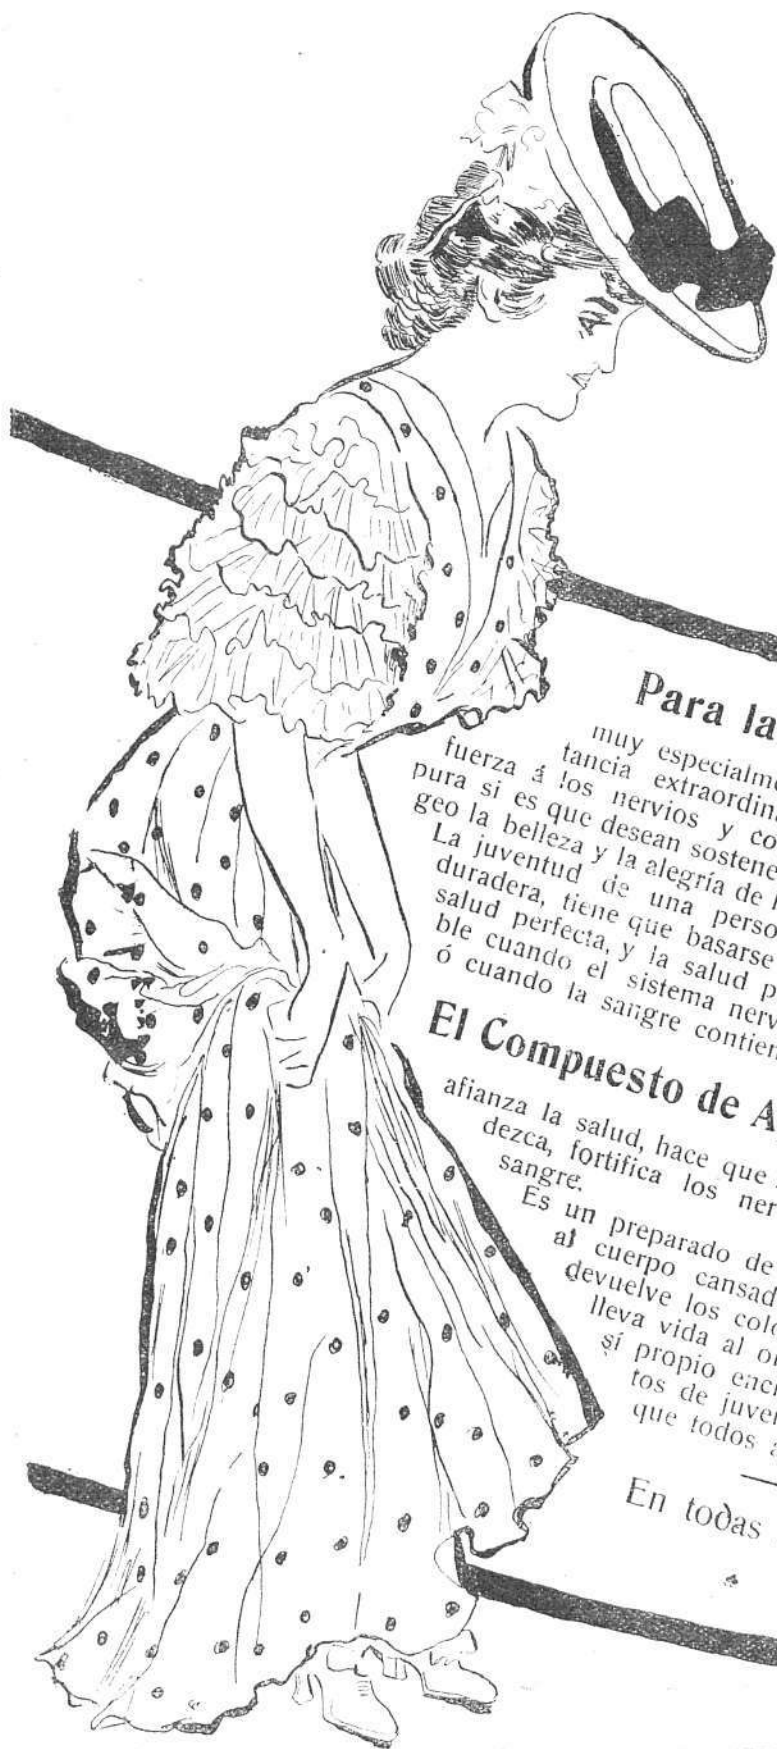 Para la
muy especialme
tancia extraordina
fuerza á los nervios y co
pura si es que desean sostene
geo la belleza y la alegría de l
La juventud de una perso
duradera, tiene que basarse
salud perfecta, y la salud p
ble cuando el sistema nerv
ó cuando la sangre contien
El Compuesto de A
afianza la salud, hace que
dezca, fortifica los ner
sangre.
Es un preparado de
al cuerpo cansad
devuelve los colo
lleva vida al or
sí propio enci
tos de juven
que todos a
En todas